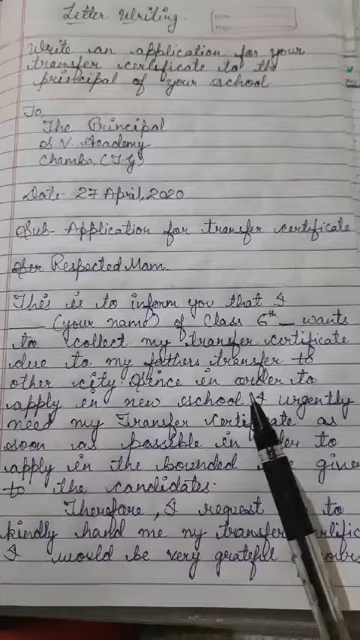 Letter Writing.
Write an application for your
transfer certificate to the
principal of your school
To
The Principal
S.V. Academy
Chamba, (T.G)
Date- 27 April, 2020
Sub- Application for transfer certificate
Respected Mam.
This is to inform you that I
(your name) of Class 6th wants
to collect my transfer certificate
due to my fathers transfer to
other city Since in order to
apply in new school I urgently
need my Transfer Certificate as
soon as possible in to
apply in the bounded give
to the candidates.
Therefore, I request to
kindly hand me my transfer
I would be very grateful